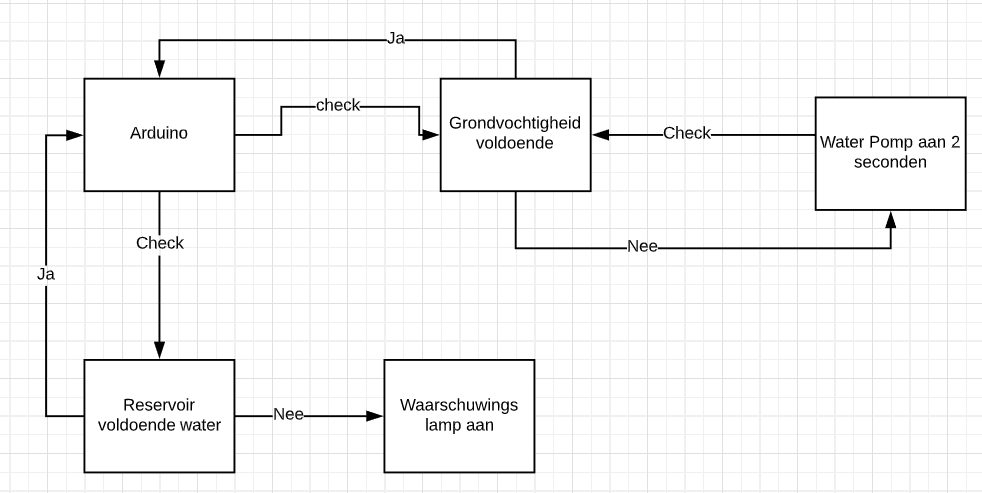 Ja
Arduino
check
Grondvochtigheid
voldoende
Check
Water Pomp aan 2
seconden
Check
Nee
Ja
Reservoir
voldoende water
Nee
Waarschuwings
lamp aan